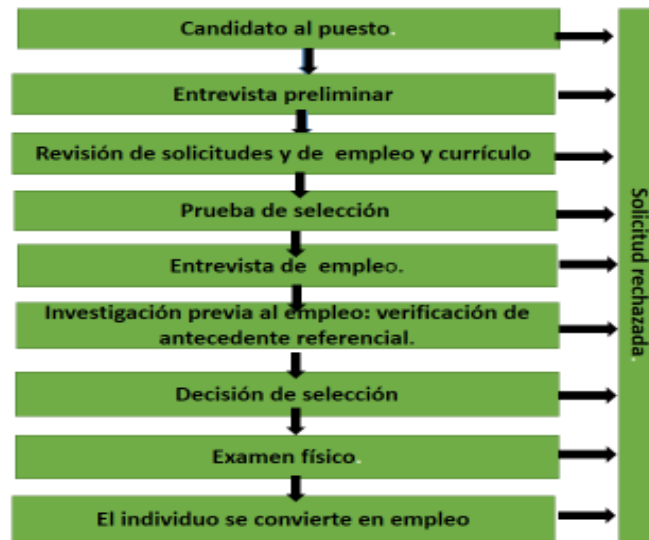 Candidato al puesto.
Entrevista preliminar
Revisión de solicitudes y de empleo y currículo
Prueba de selección
Entrevista de empleo.
Investigación previa al empleo: verificación de
antecedente referencial.
Decisión de selección
Examen físico.
El individuo se convierte en empleo
Solicitud rechazada.